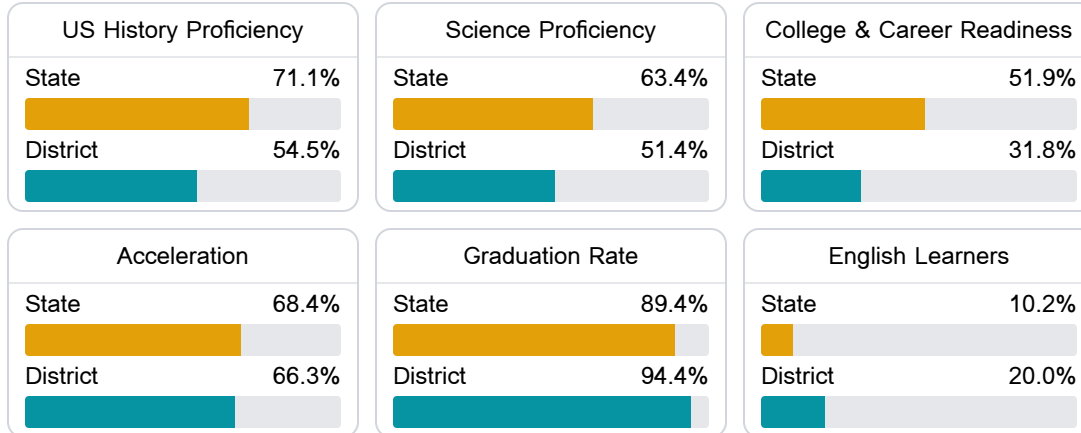 US History Proficiency
State 71.1%
District 54.5%
Science Proficiency
State 63.4%
District 51.4%
College & Career Readiness
State 51.9%
District 31.8%
Acceleration
State 68.4%
District 66.3%
Graduation Rate
State 89.4%
District 94.4%
English Learners
State 10.2%
District 20.0%